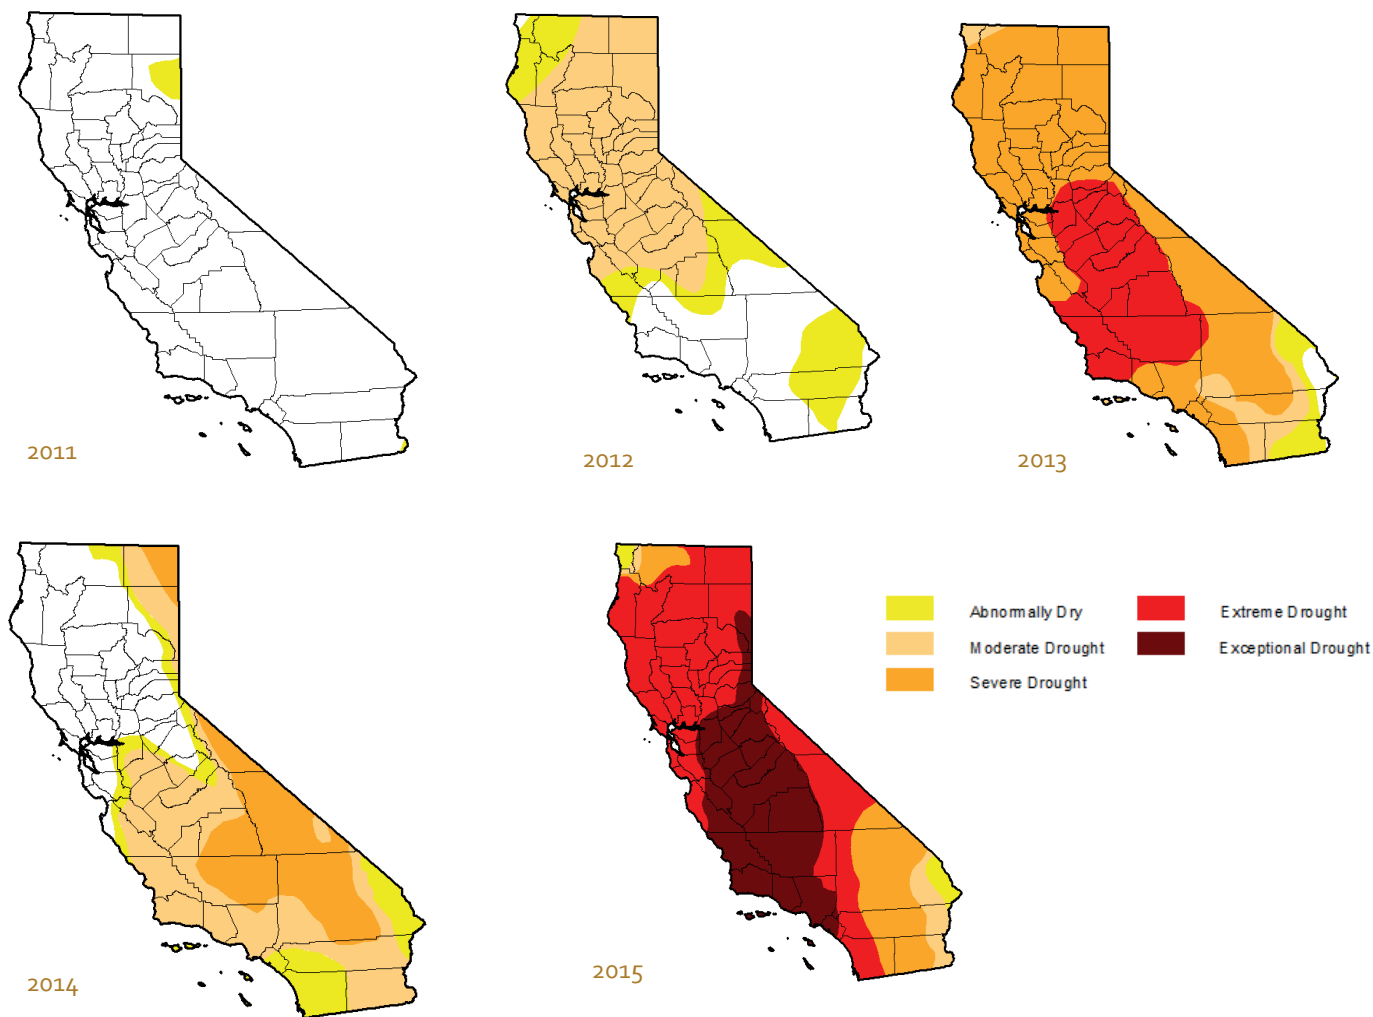 2011
2012
2013
2014
2015
Abnormally Dry
Moderate Drought
Severe Drought
Extreme Drought
Exceptional Drought